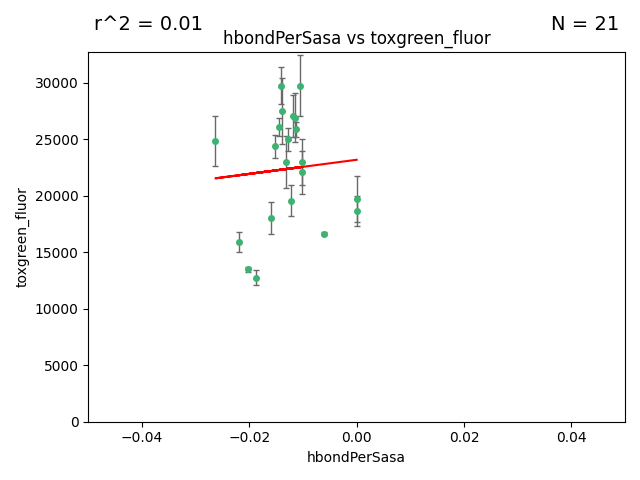 r^2 = 0.01
N = 21
hbondPerSasa vs toxgreen_fluor
30000
25000
20000
15000
10000
5000
0
toxgreen_fluor
−0.04
−0.02
0.00
0.02
0.04
hbondPerSasa